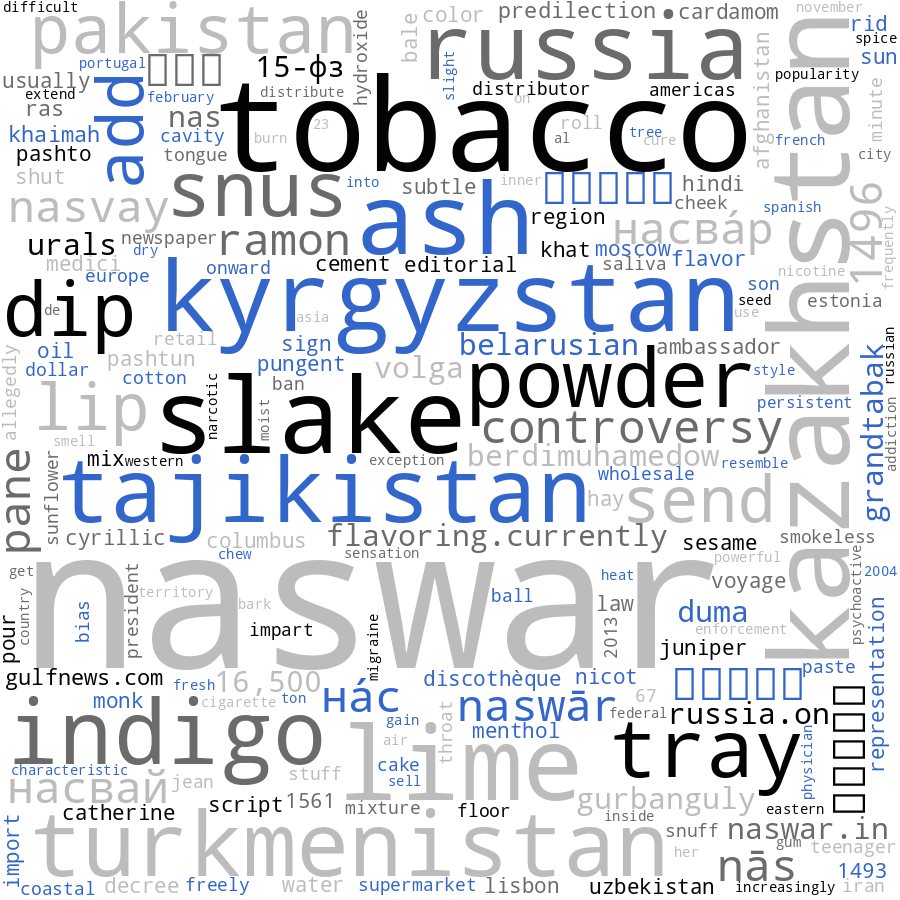 difficult
pakistan
color
predilection
cardamom
november
rid
spice
sun
bale
russia
portugal
15-фз
hydroxide
usually
extend
add
february
distribute
distributor
americas
popularity
afghanistan
kazakhstan
minute
ras
nas
tobacco
slight
on
khaimah
cavity
burn
23
roll
al
tree
cure
french
pashto
tongue
city
shut
snus
into
subtle
inner
hindi
cheek
spanish
1496
frequently
nasvay
ash
region
насва́р
urals
newspaper
ramon
dry
khat
moscow
flavor
medici
cement
editorial
saliva
europe
onward
nicotine
son
seed
estonia
dip
de
kyrgyzstan
use
asia
retail
sign
belarusian
ambassador
oil
pashtun
pungent
volga
russian
dollar
cotton
ban
powder
style
allegedly
lip
narcotic
moist
slake
persistent
controversy
grandtabak
addiction
smell
mix
western
exception
berdimuhamedow
resemble
pane
sunflower
tajikistan
wholesale
hay
send
cyrillic
columbus
flavoring.currently
sesame
smokeless
chew
sensation
powerful
get
naswar
heat
voyage
psychoactive
2004
country
president
territory
bark
ball
law
duma
bias
enforcement
pour
impart
migraine
2013
juniper
representation
gulfnews.com
fresh
16,500
discothèque
nicot
paste
monk
cigarette
ton
на́с
naswār
67
federal
russia.on
indigo
gain
throat
menthol
tray
physician
air
lime
characteristic
cake
sell
насвай
jean
stuff
gurbanguly
catherine
script
1561
mixture
floor
eastern
inside
import
turkmenistan
snuff
naswar.in
gum
teenager
her
nās
1493
coastal
decree
freely
water
supermarket
lisbon
uzbekistan
increasingly
iran